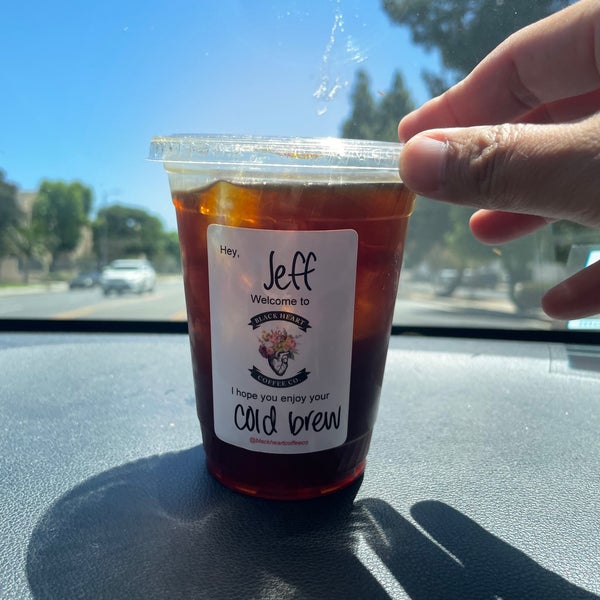 Hey,
Jeff
Welcome to
BLACK HEART
COFFEE CO.
I hope you enjoy your
cold brew
@blackheartcoffeeco